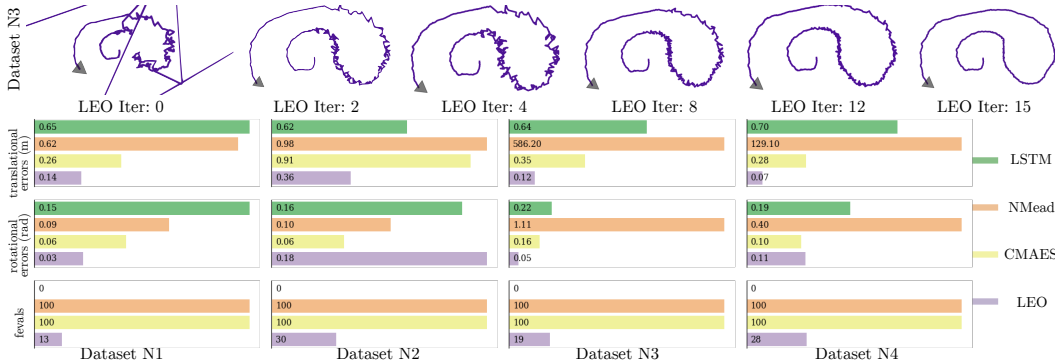 Dataset N3
LEO Iter: 0
LEO Iter: 2
LEO Iter: 4
LEO Iter: 8
LEO Iter: 12
LEO Iter: 15
translational
errors (m)
0.65
0.62
0.26
0.14
0.62
0.98
0.91
0.36
0.64
586.20
0.35
0.12
0.70
129.10
0.28
0.07
rotational
errors (rad)
0.15
0.09
0.06
0.03
0.16
0.10
0.06
0.18
0.22
1.11
0.16
0.05
0.19
0.40
0.10
0.11
fevals
0
100
100
13
0
100
100
30
0
100
100
19
0
100
100
28
Dataset N1
Dataset N2
Dataset N3
Dataset N4
LSTM
NMead
CMAES
LEO